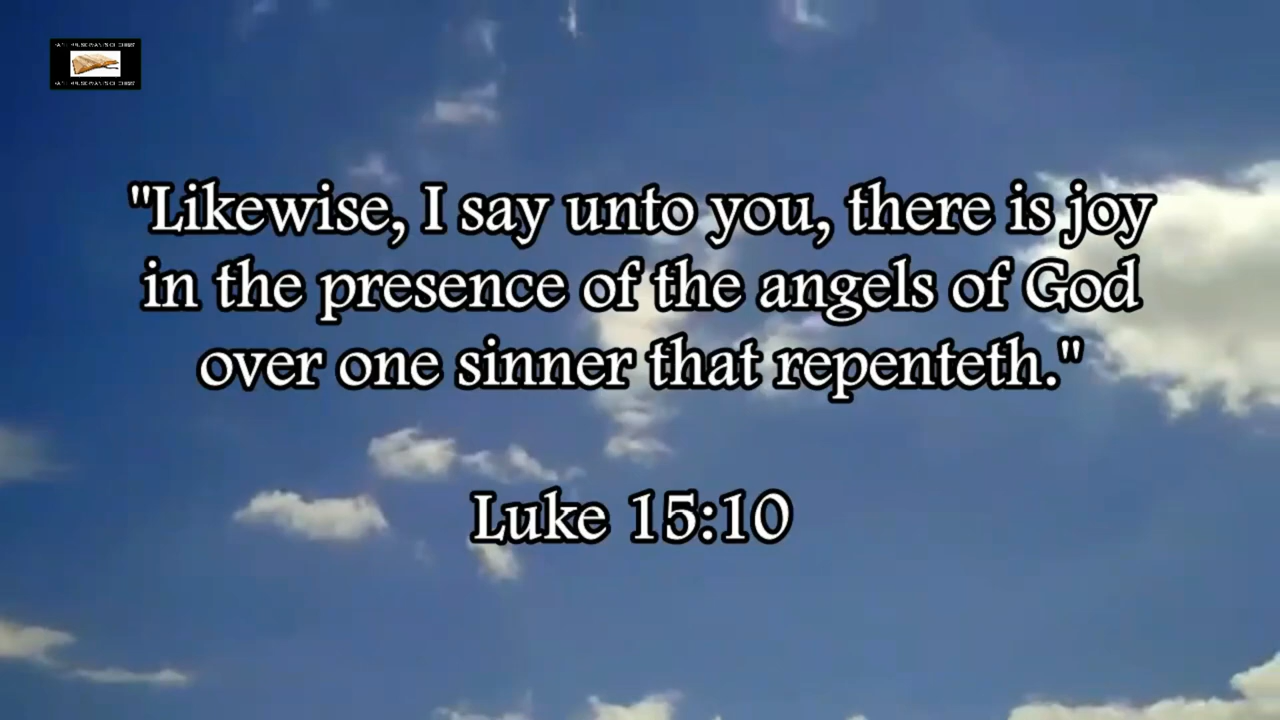 "Likewise, I say unto you, there is joy
in the presence of the angels of God
over one sinner that repenteth."
Luke 15:10